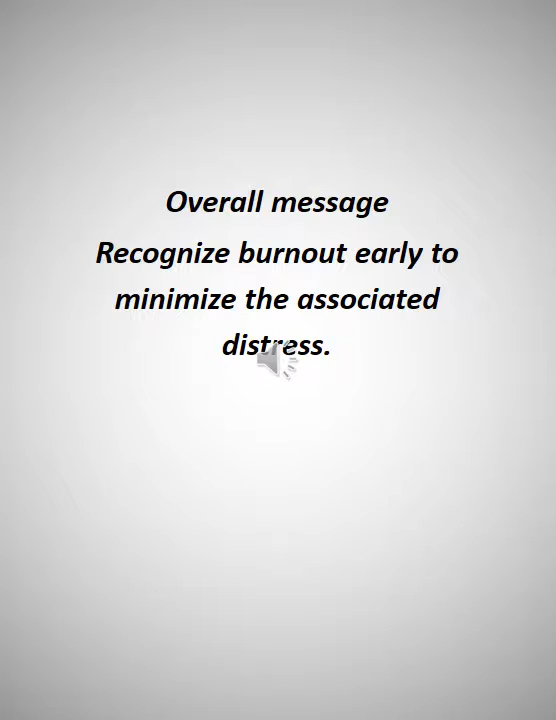 Overall message
Recognize burnout early to
minimize the associated
distress.